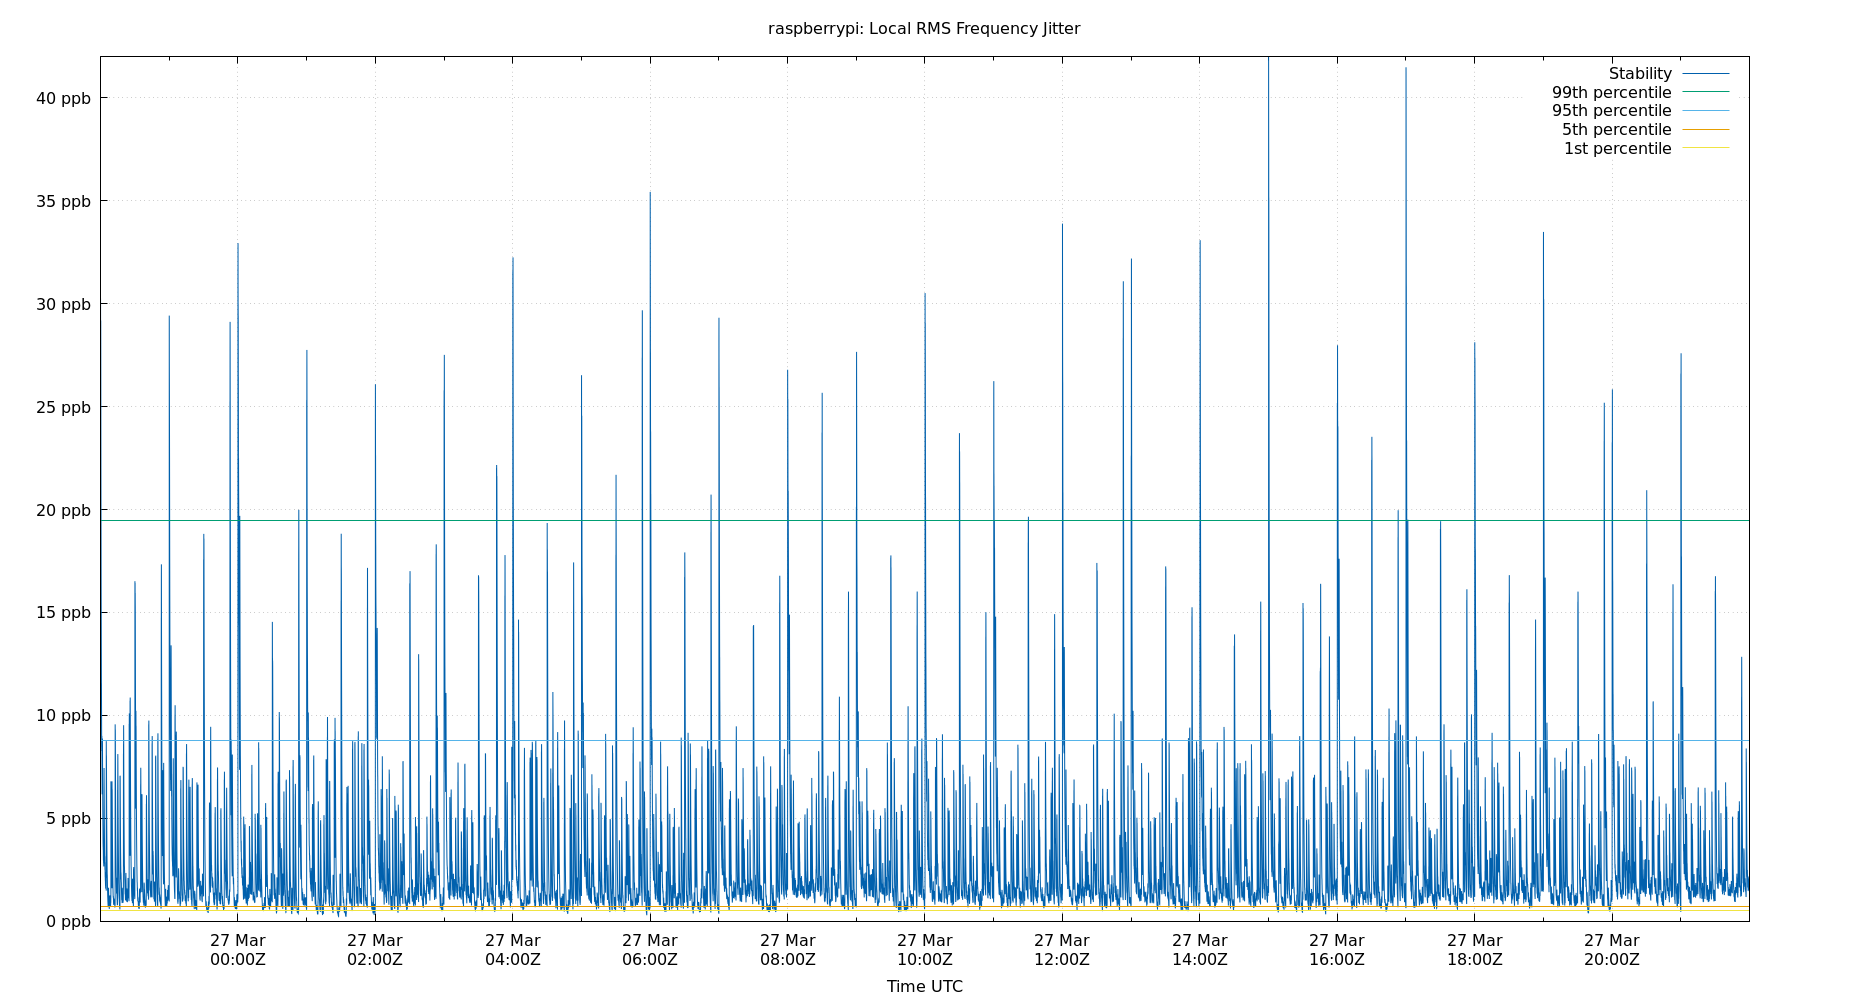 raspberrypi: Local RMS Frequency Jitter
Stability
99th percentile
95th percentile
5th percentile
1st percentile
40 ppb
35 ppb
30 ppb
25 ppb
20 ppb
15 ppb
10 ppb
5 ppb
0 ppb
27 Mar 27 Mar 27 Mar 27 Mar 27 Mar 27 Mar 27 Mar 27 Mar 27 Mar 27 Mar 27 Mar
00:00Z 02:00Z 04:00Z 06:00Z 08:00Z 10:00Z 12:00Z 14:00Z 16:00Z 18:00Z 20:00Z
Time UTC